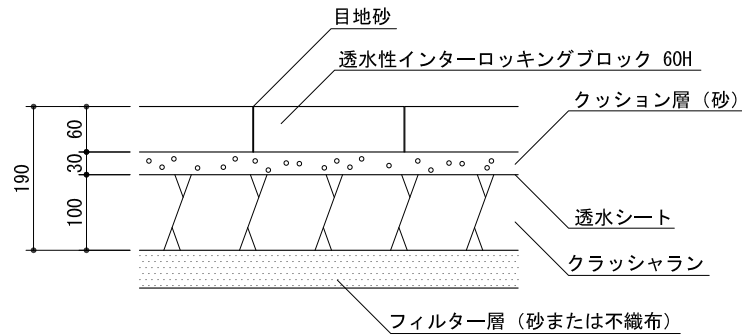 目地砂
透水性インターロッキングブロック 60H
クッション層（砂）
60
30
190
100
透水シート
クラッシャラン
フィルター層（砂または不織布）